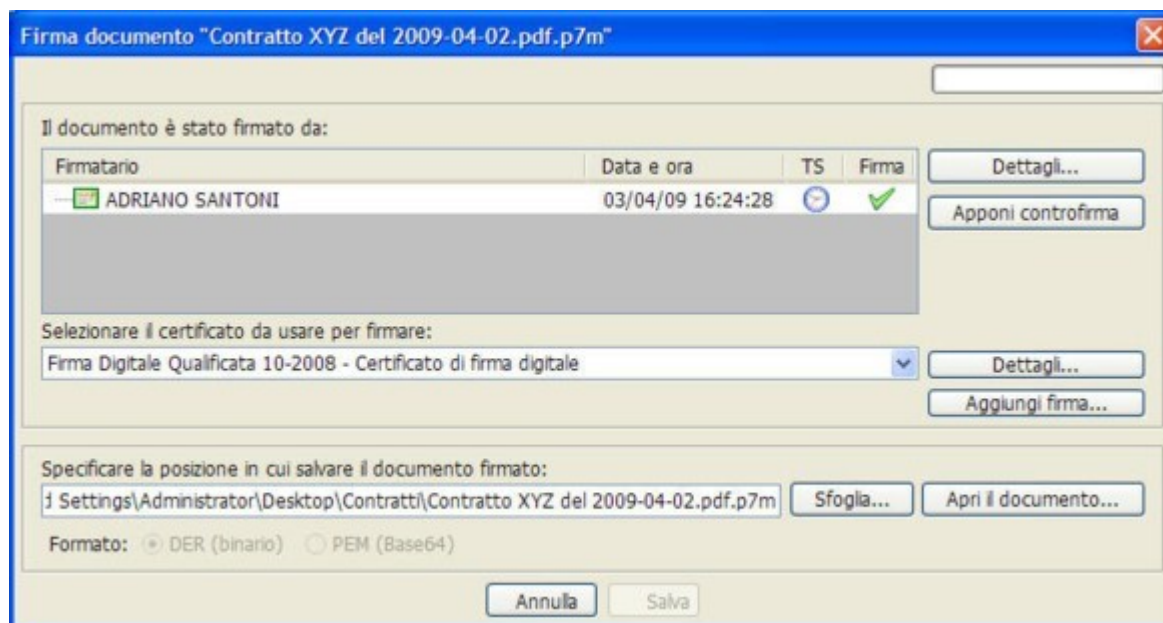 Firma documento "Contratto XYZ del 2009-04-02.pdf.p7m"
Il documento è stato firmato da:
Firmatario Data e ora TS Firma Dettagli...
ADRIANO SANTONI 03/04/09 16:24:28
Apponi controfirma
Selezionare il certificato da usare per firmare:
Firma Digitale Qualificata 10-2008 - Certificato di firma digitale Dettagli...
Aggiungi firma...
Specificare la posizione in cui salvare il documento firmato:
Settings\Administrator\Desktop\Contratti\Contratto XYZ del 2009-04-02.pdf.p7m Sfoglia... Apri il documento...
Formato: DER (binario) PEM (Base64)
Annulla Salva